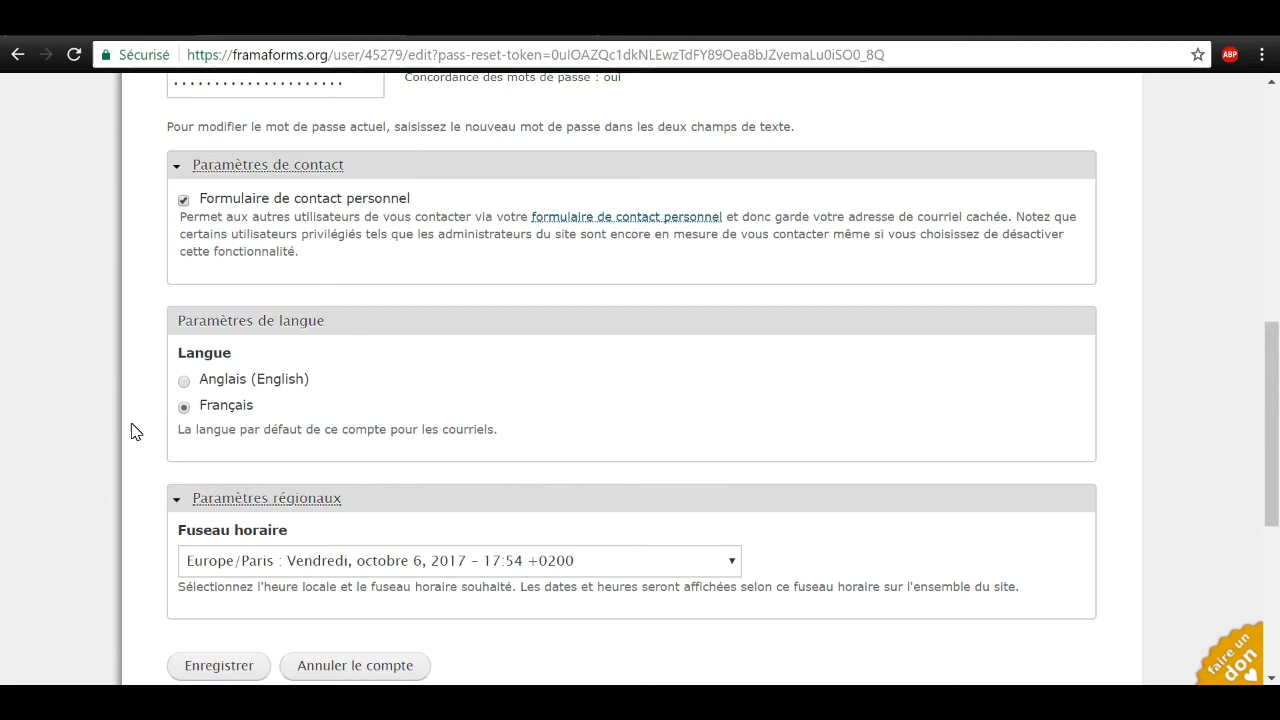 Sécurisé https://framaforms.org/user/45279/edit?pass-reset-token=0uIOAZQc1dkNLEwzTdFY89Oea8bJZvemaLu0iSO0_8Q ABP
Concordance des mots de passe : oui
Pour modifier le mot de passe actuel, saisissez le nouveau mot de passe dans les deux champs de texte.
Paramètres de contact
Formulaire de contact personnel
Permet aux autres utilisateurs de vous contacter via votre formulaire de contact personnel et donc garde votre adresse de courriel cachée. Notez que
certains utilisateurs privilégiés tels que les administrateurs du site sont encore en mesure de vous contacter même si vous choisissez de désactiver
cette fonctionnalité.
Paramètres de langue
Langue
Anglais (English)
Français
La langue par défaut de ce compte pour les courriels.
Paramètres régionaux
Fuseau horaire
Europe/Paris : Vendredi, octobre 6, 2017 - 17:54 +0200
Sélectionnez l'heure locale et le fuseau horaire souhaité. Les dates et heures seront affichées selon ce fuseau horaire sur l'ensemble du site.
Enregistrer Annuler le compte
faire un
don